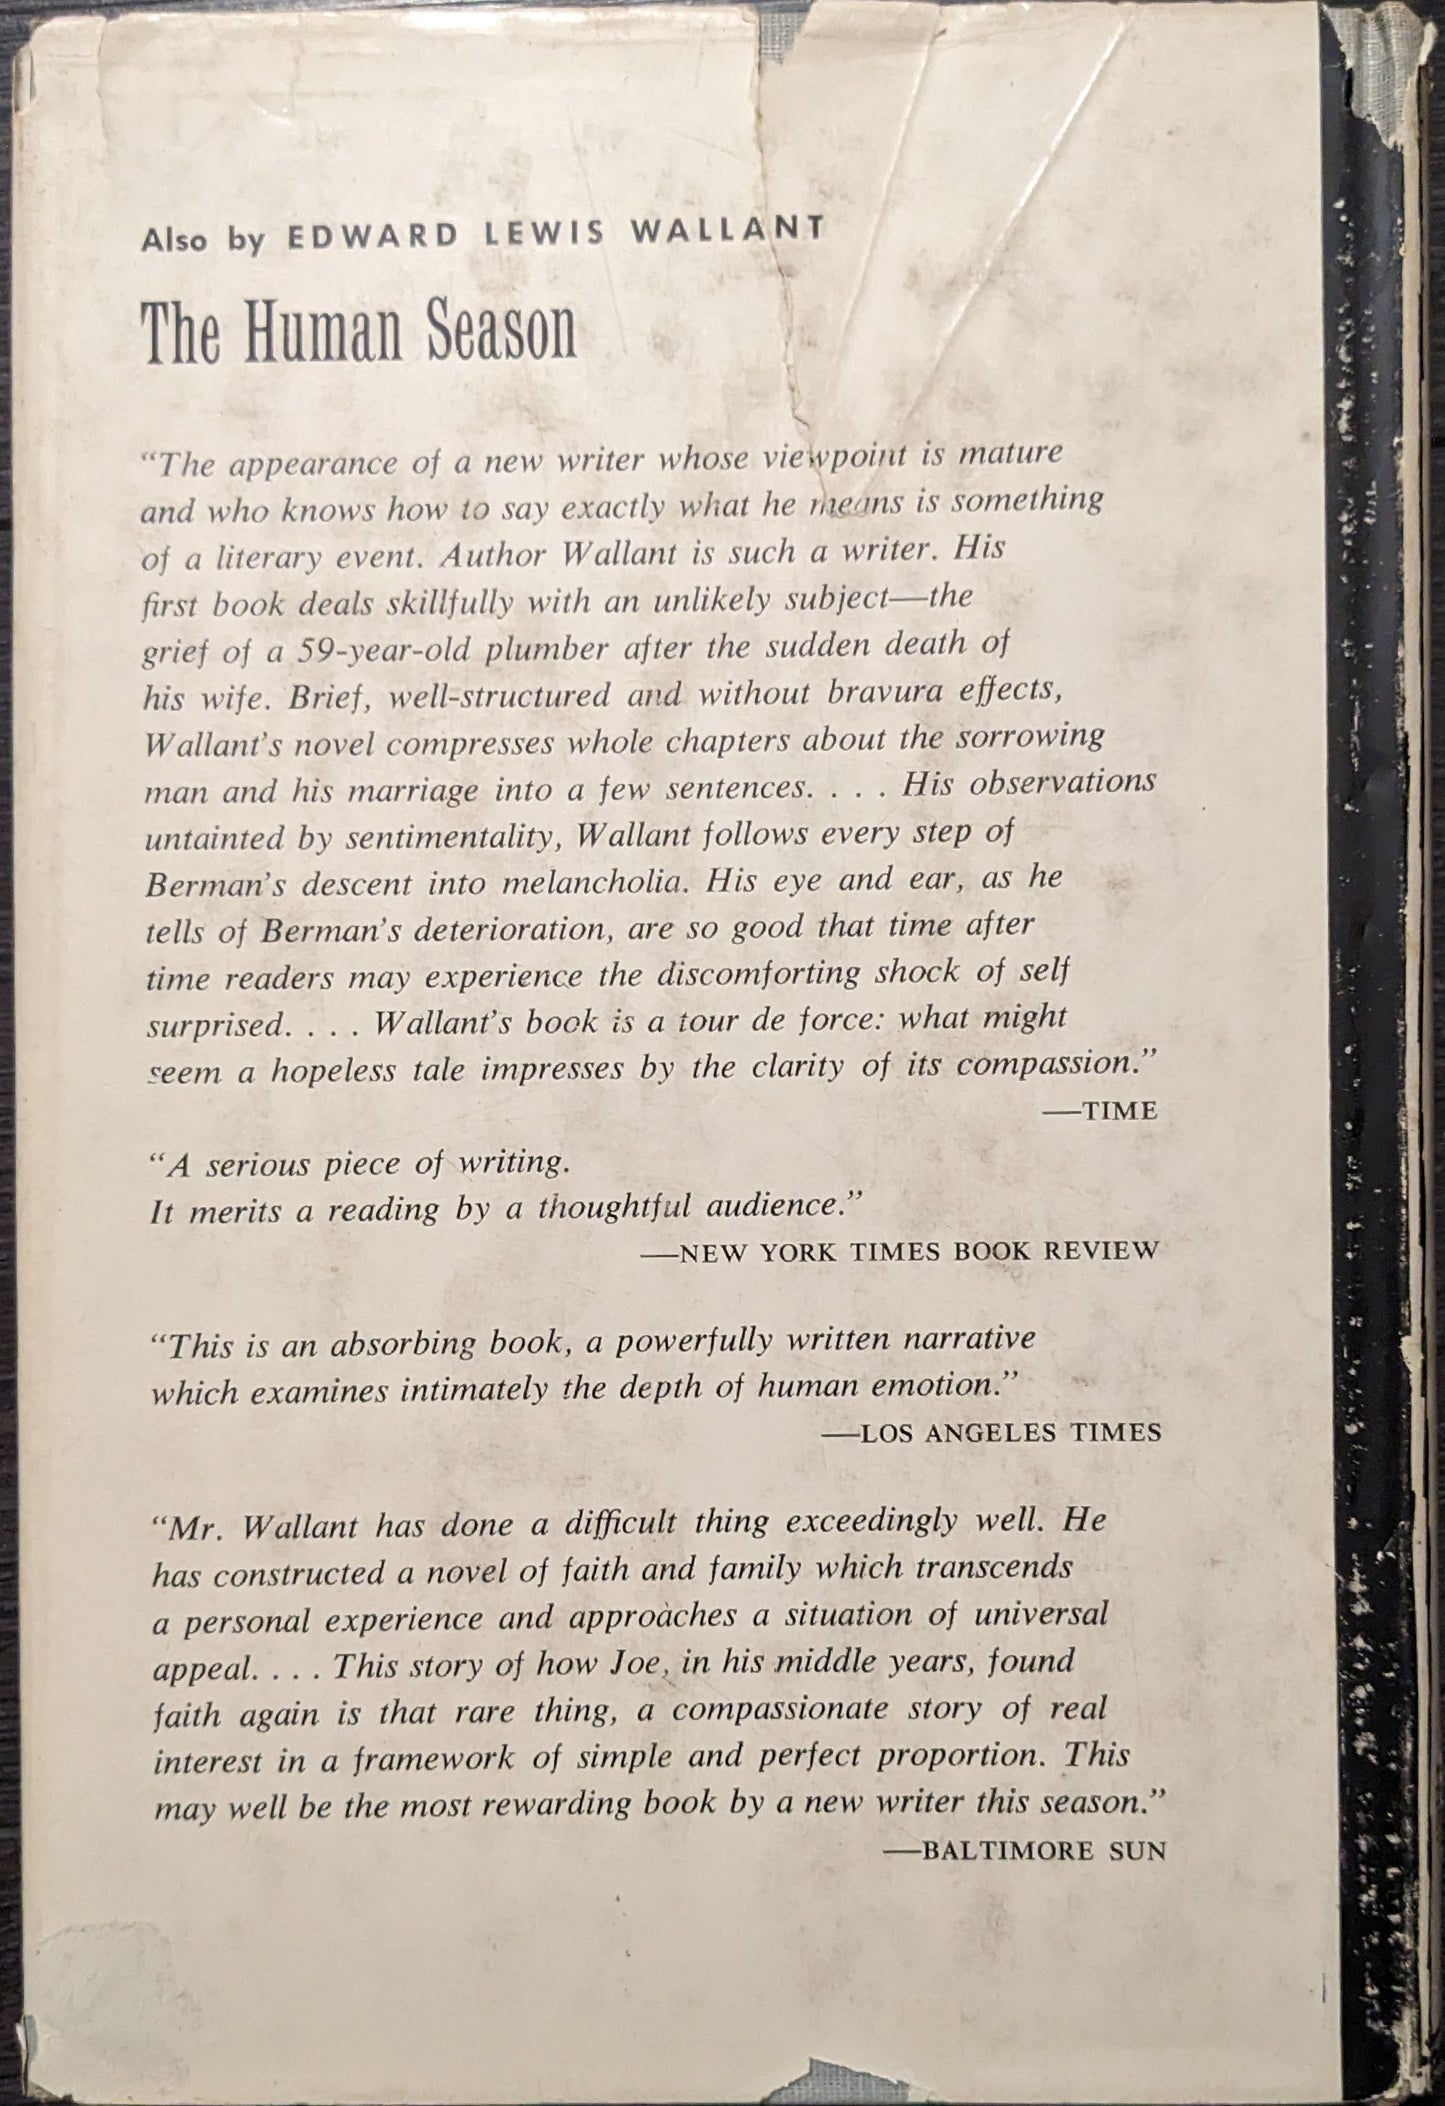 Also by EDWARD LEWIS WALLANT
The Human Season
“The appearance of a new writer whose viewpoint is mature
and who knows how to say exactly what he means is something
of a literary event. Author Wallant is such a writer. His
first book deals skillfully with an unlikely subject—the
grief of a 59-year-old plumber after the sudden death of
his wife. Brief, well-structured and without bravura effects,
Wallant’s novel compresses whole chapters about the sorrowing
man and his marriage into a few sentences. . . . His observations
untainted by sentimentality, Wallant follows every step of
Berman’s descent into melancholia. His eye and ear, as he
tells of Berman’s deterioration, are so good that time after
time readers may experience the discomforting shock of self
surprised. . . . Wallant’s book is a tour de force: what might
seem a hopeless tale impresses by the clarity of its compassion.”
—TIME
“A serious piece of writing.
It merits a reading by a thoughtful audience.”
—NEW YORK TIMES BOOK REVIEW
“This is an absorbing book, a powerfully written narrative
which examines intimately the depth of human emotion.”
—LOS ANGELES TIMES
“Mr. Wallant has done a difficult thing exceedingly well. He
has constructed a novel of faith and family which transcends
a personal experience and approaches a situation of universal
appeal. . . . This story of how Joe, in his middle years, found
faith again is that rare thing, a compassionate story of real
interest in a framework of simple and perfect proportion. This
may well be the most rewarding book by a new writer this season.”
—BALTIMORE SUN